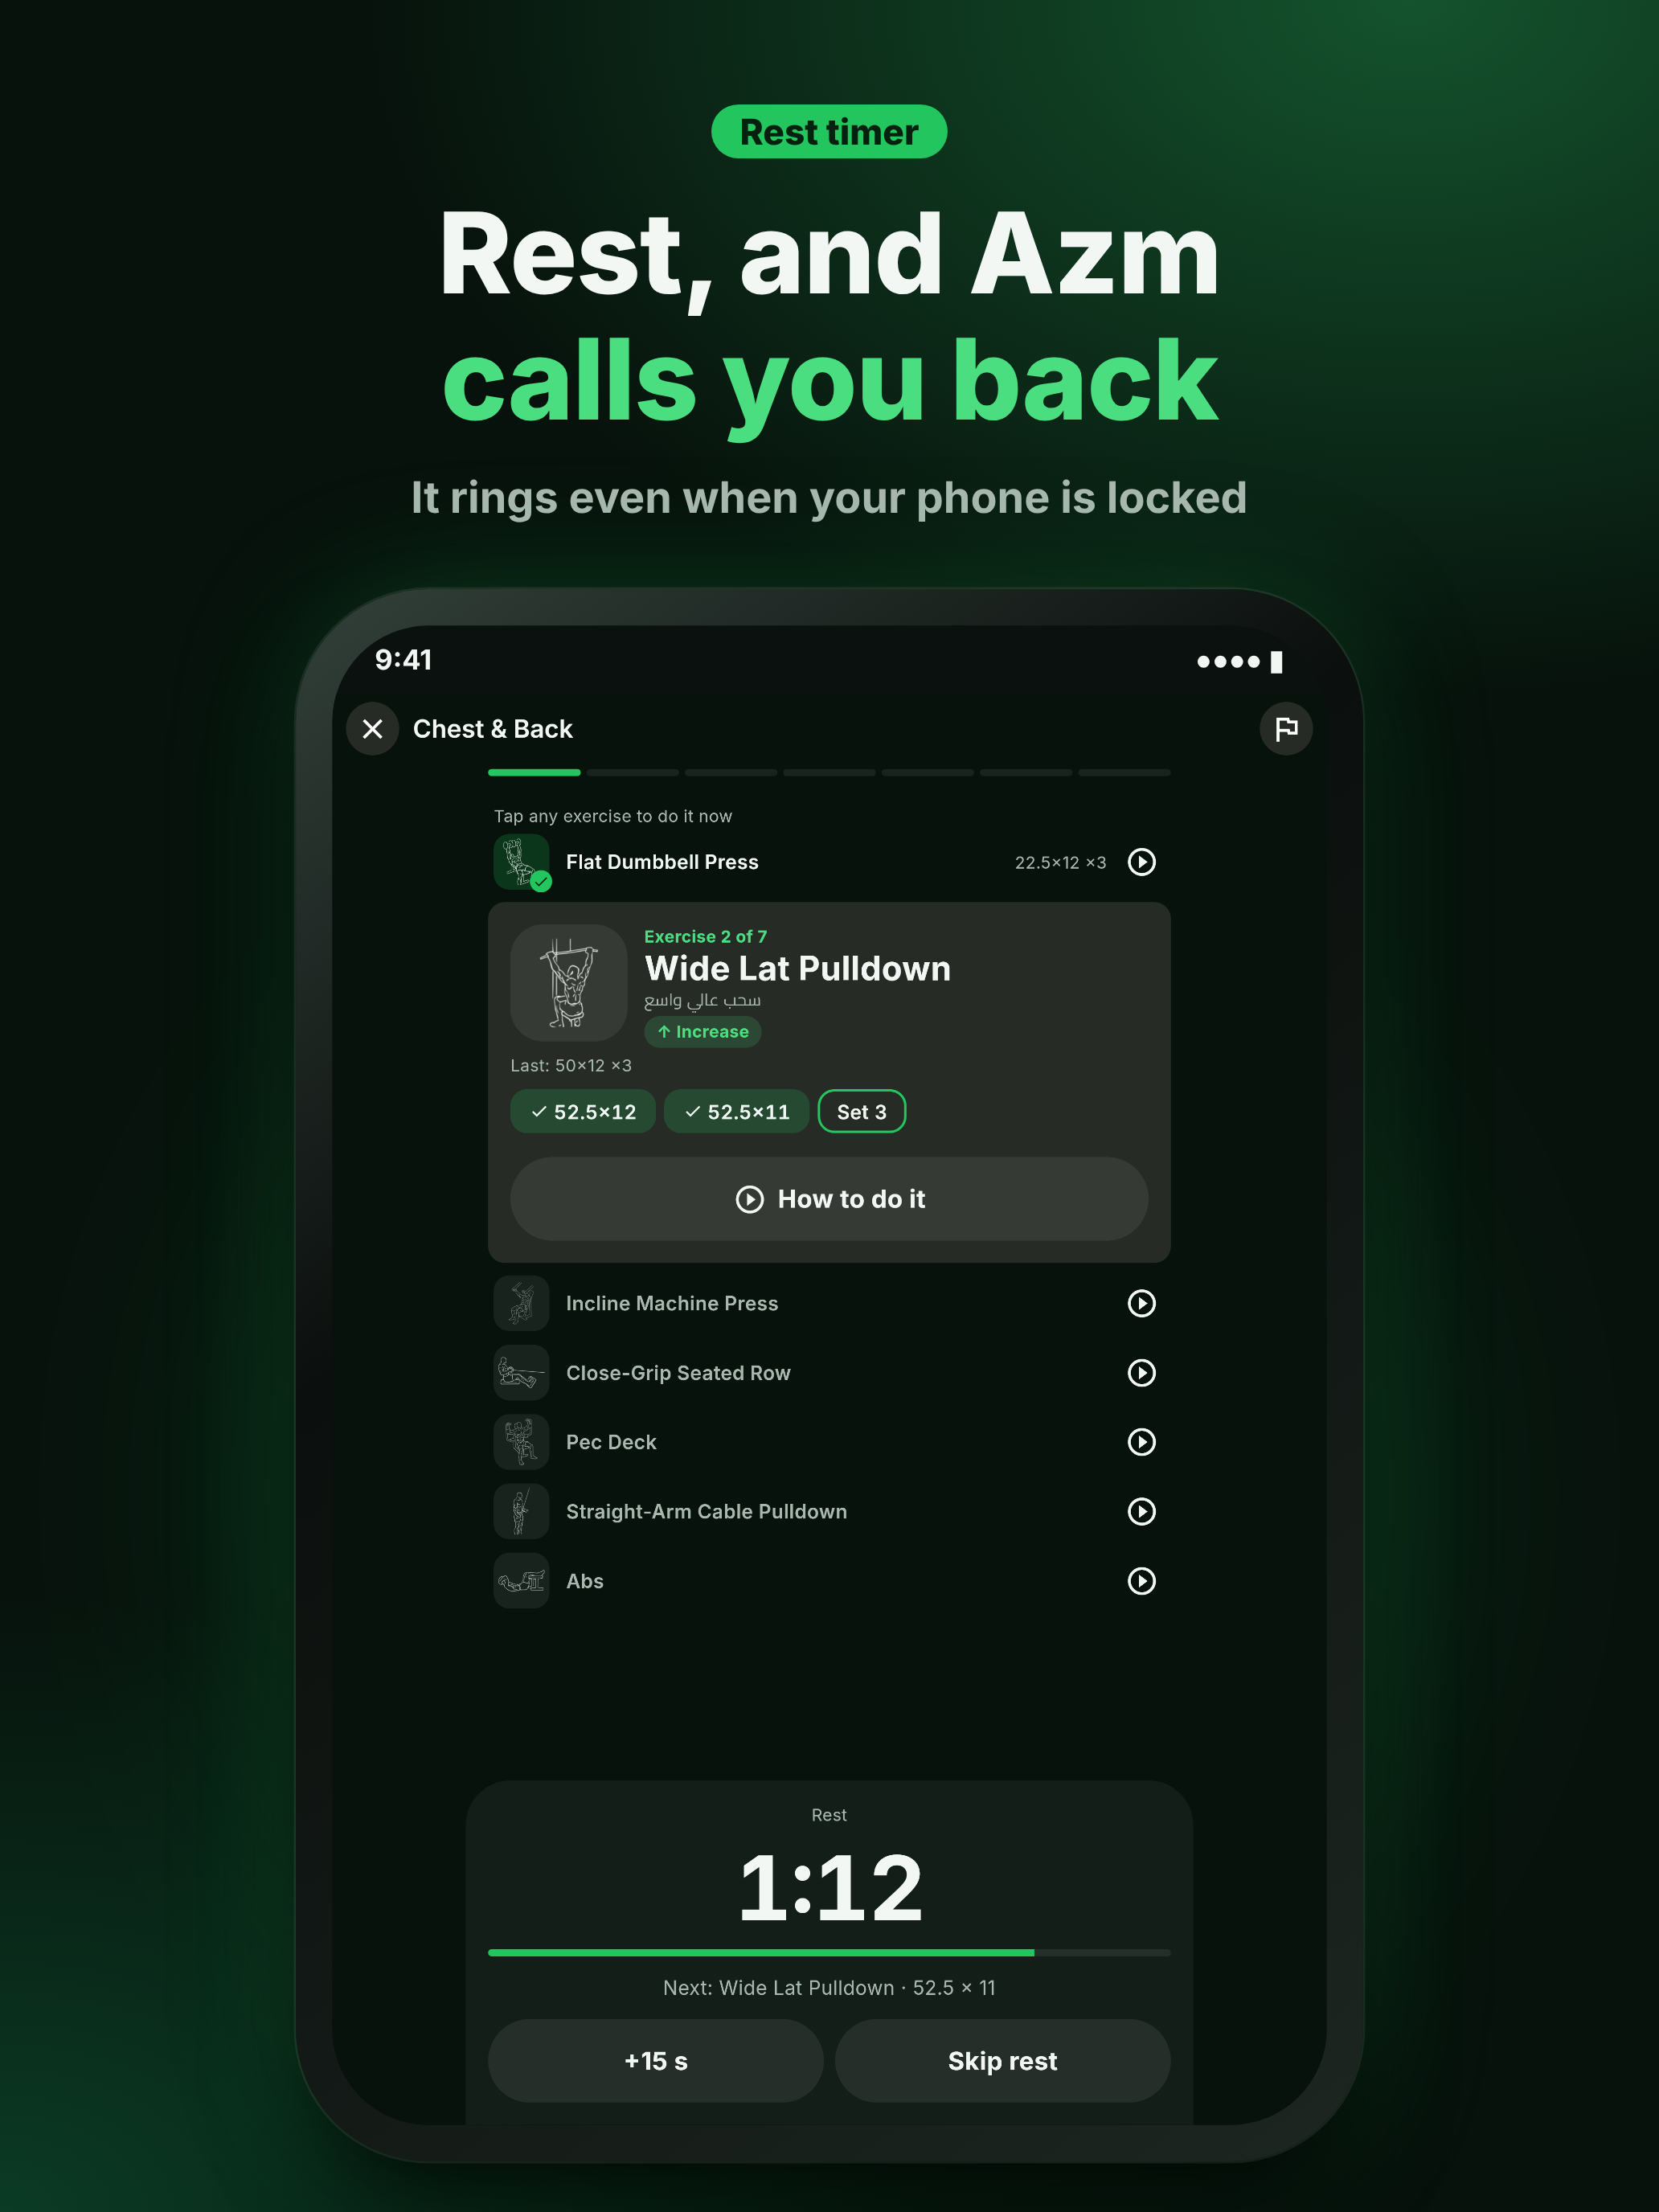 Rest timer
Rest, and Azm
calls you back
It rings even when your phone is locked
9:41
Chest & Back
Tap any exercise to do it now
Flat Dumbbell Press 22.5×12 ×3
Exercise 2 of 7
Wide Lat Pulldown
سحب عالي واسع
↑ Increase
Last: 50×12 ×3
✓ 52.5×12 ✓ 52.5×11 Set 3
How to do it
Incline Machine Press
Close-Grip Seated Row
Pec Deck
Straight-Arm Cable Pulldown
Abs
Rest
1:12
Next: Wide Lat Pulldown · 52.5 × 11
+15 s Skip rest